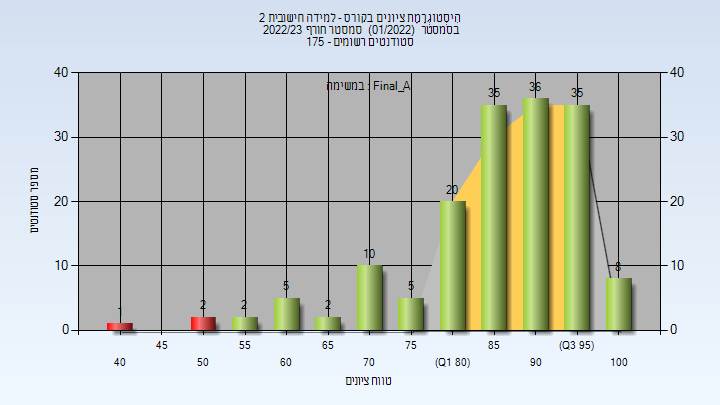 היסטוגרמת ציונים בקורס - למידה חישובית 2
בסמסטר (01/2022) סמסטר חורף 2022/23
סטודנטים רשומים - 175
במשימה : Final_A
מספר סטודנטים
40 30 20 10 0
40 30 20 10 0
1 2 2 5 2 10 5 20 35 36 35 8
45 55 65 75 85 (Q3 95)
40 50 60 70 (Q1 80) 90 100
טווח ציונים